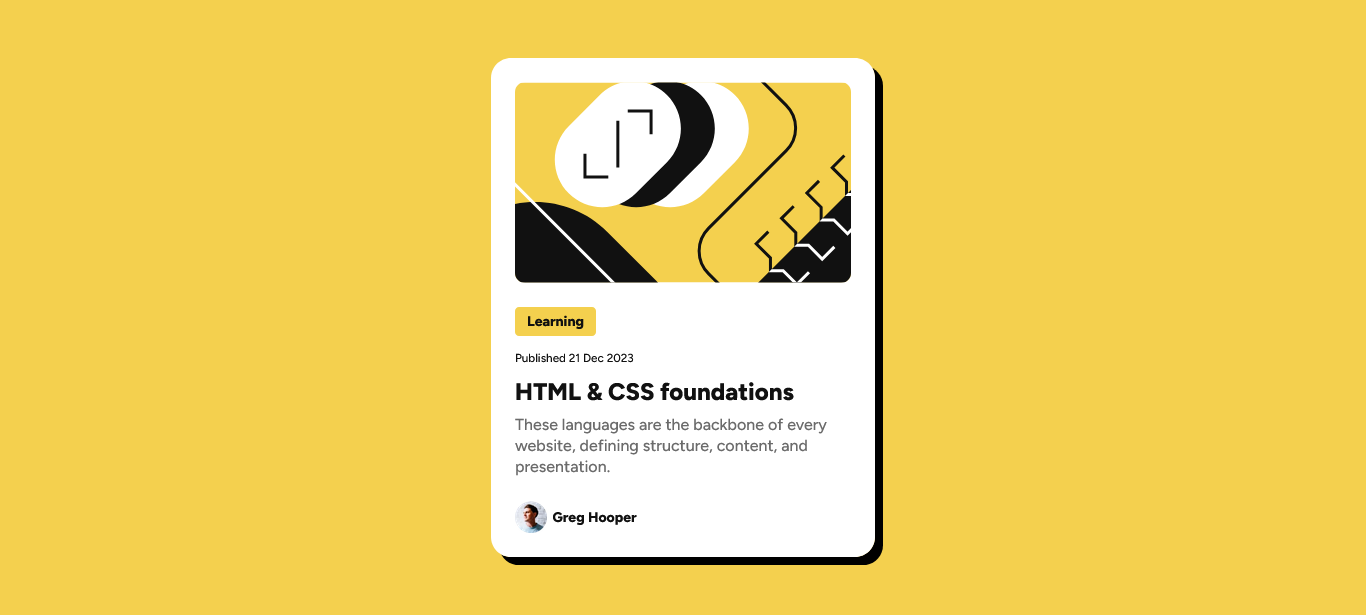 Learning
Published 21 Dec 2023
HTML & CSS foundations
These languages are the backbone of every
website, defining structure, content, and
presentation.
Greg Hooper